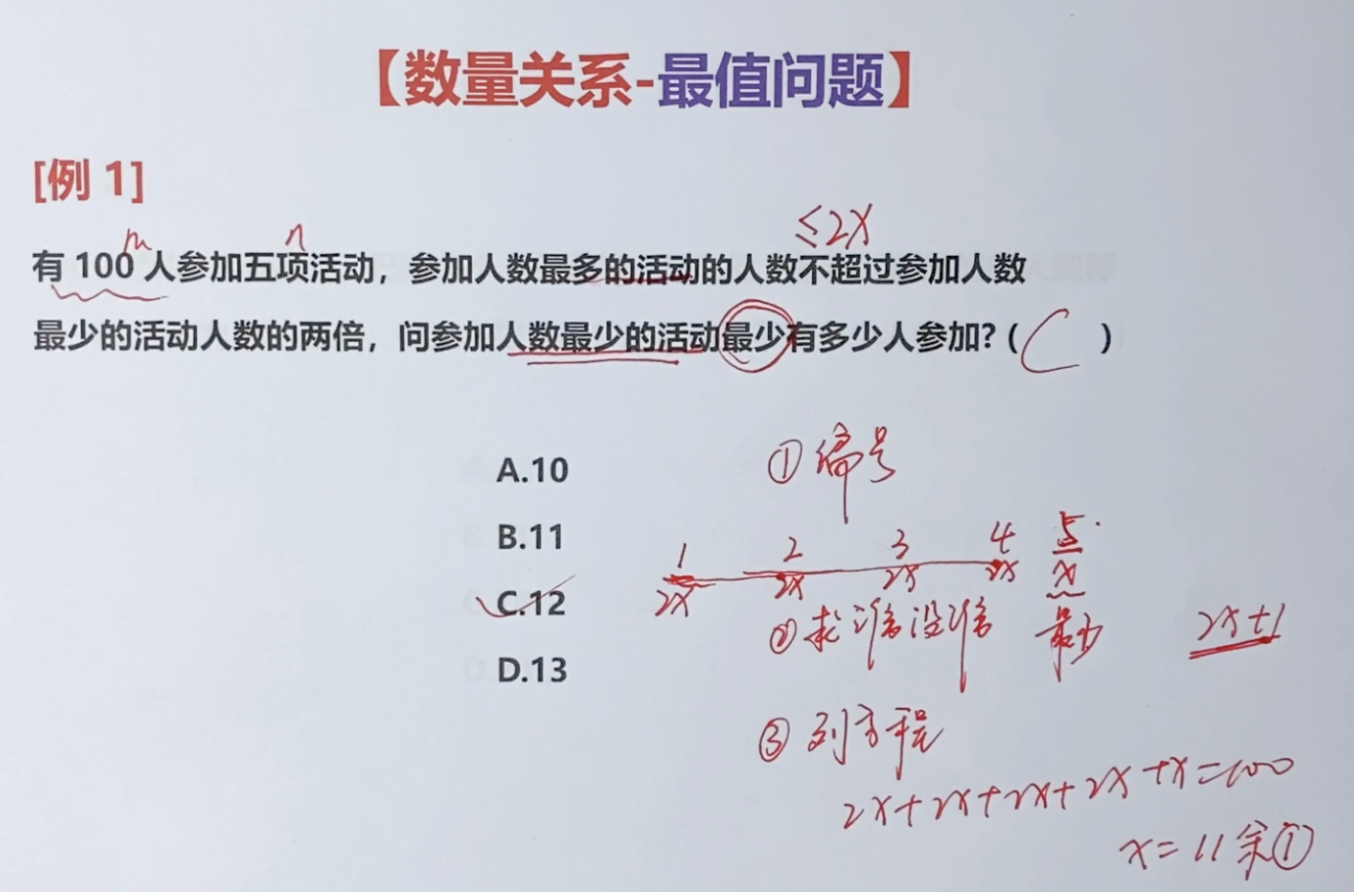 【数量关系-最值问题】
[例 1]
≤2x
m n
有 100 人参加五项活动，参加人数最多的活动的人数不超过参加人数
最少的活动人数的两倍，问参加人数最少的活动最少有多少人参加？( C )
A.10
B.11
C.12
D.13
①编号
1 2 3 4 五
2x 2x 2x 2x x
②求谁设谁 最少
2x+1
③列方程
2x+2x+2x+2x+x=100
x=11余①